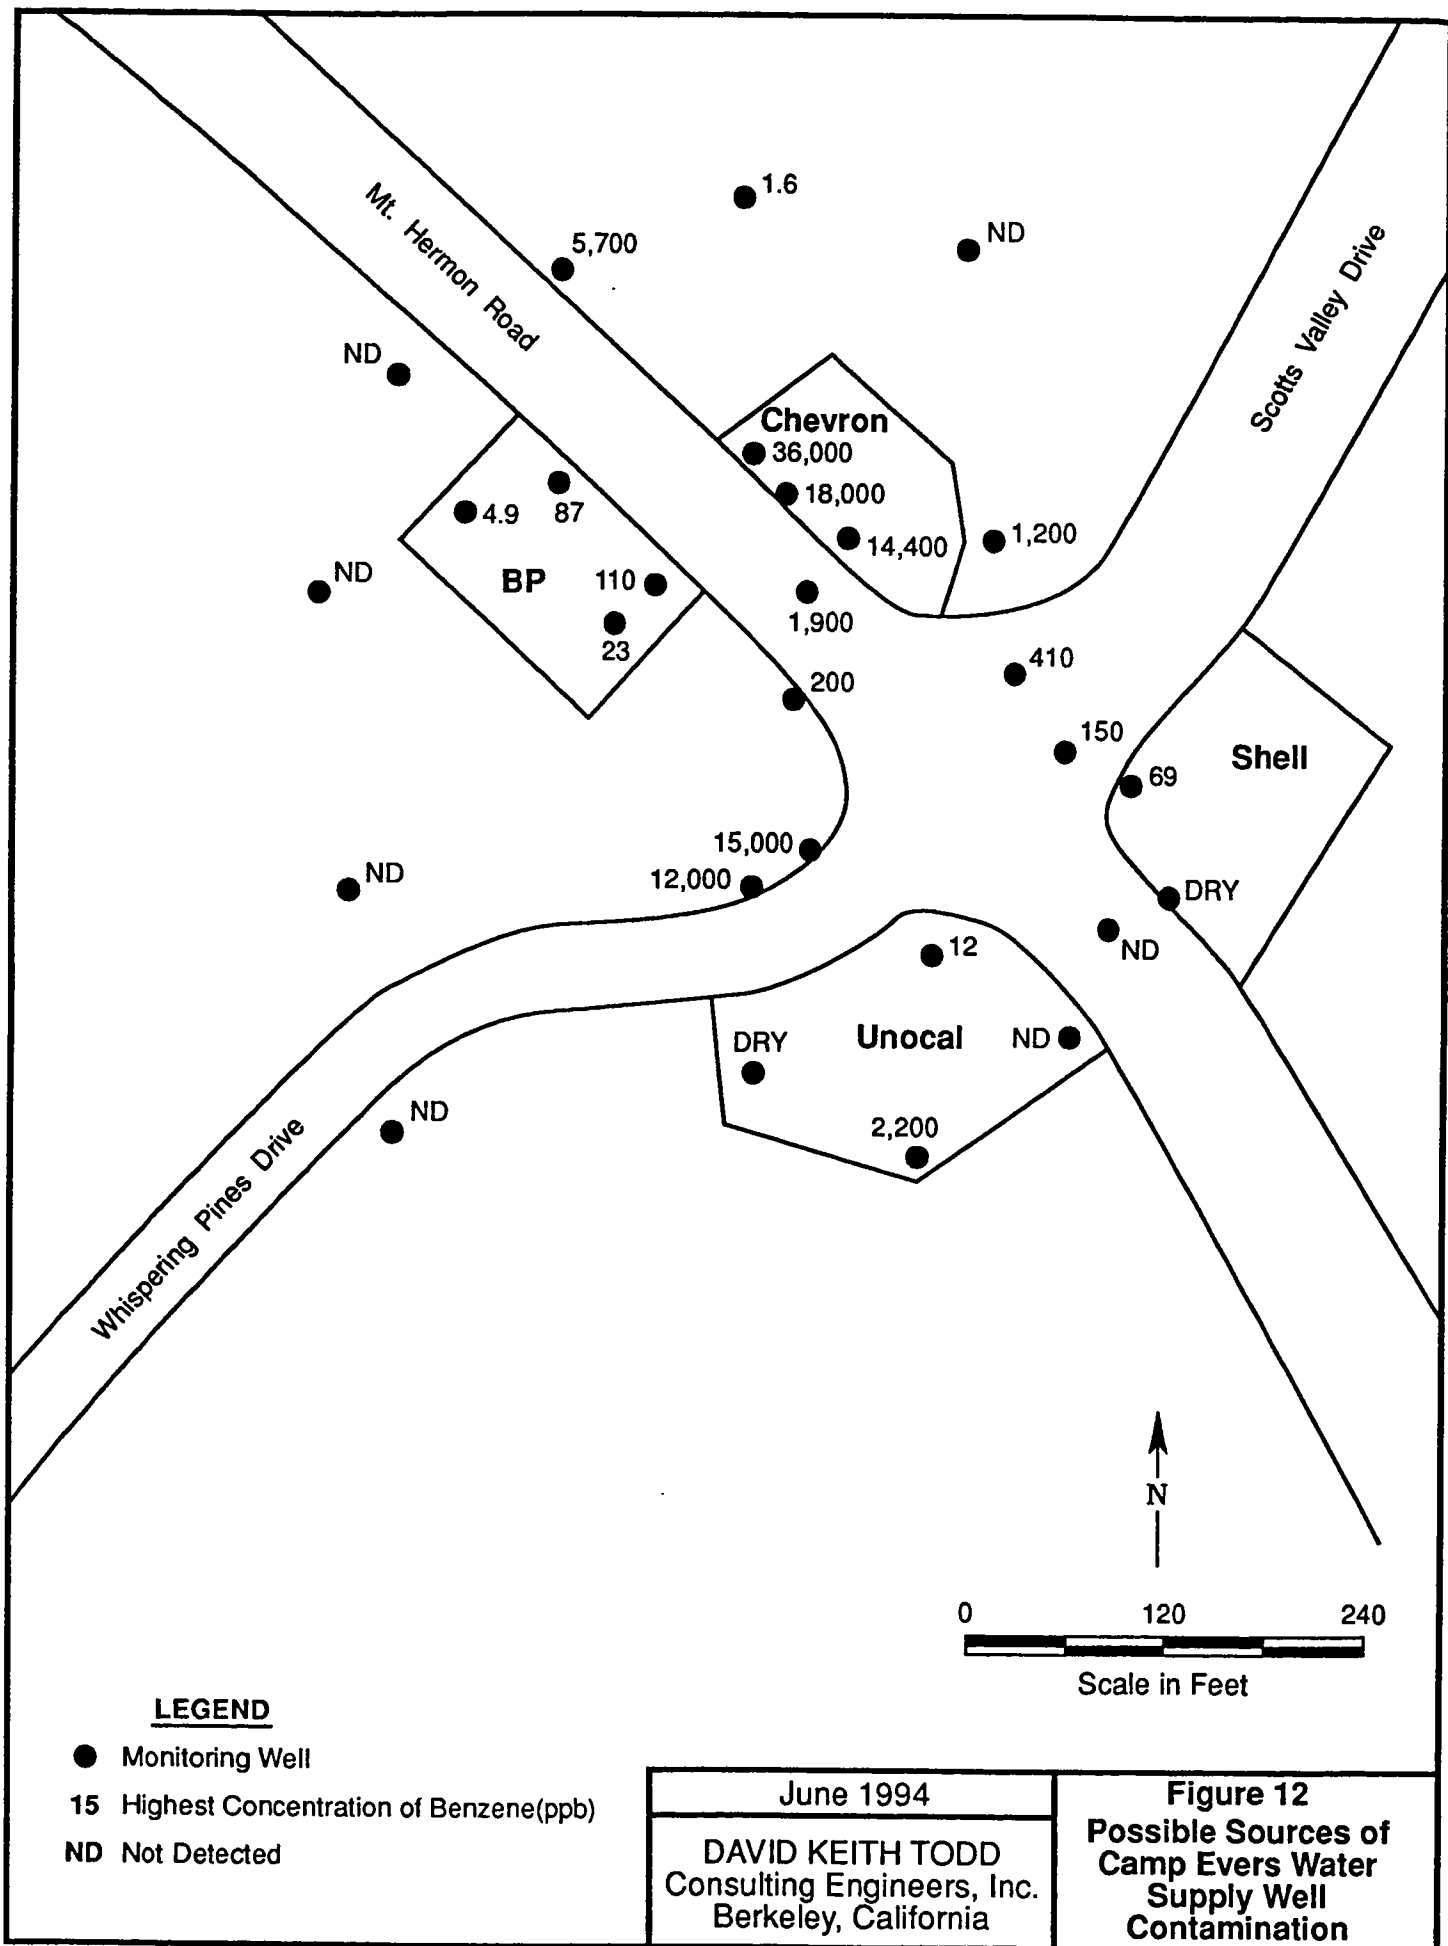 1.6
5,700
ND
Mt. Hermon Road
Scotts Valley Drive
ND
Chevron
36,000
18,000
4.9
87
14,400
1,200
ND
BP
110
1,900
23
410
200
150
Shell
69
15,000
12,000
ND
DRY
12
ND
Unocal
DRY
ND
ND
2,200
Whispering Pines Drive
N
0 120 240
Scale in Feet
LEGEND
Monitoring Well
15 Highest Concentration of Benzene(ppb)
ND Not Detected
June 1994
DAVID KEITH TODD
Consulting Engineers, Inc.
Berkeley, California
Figure 12
Possible Sources of
Camp Evers Water
Supply Well
Contamination